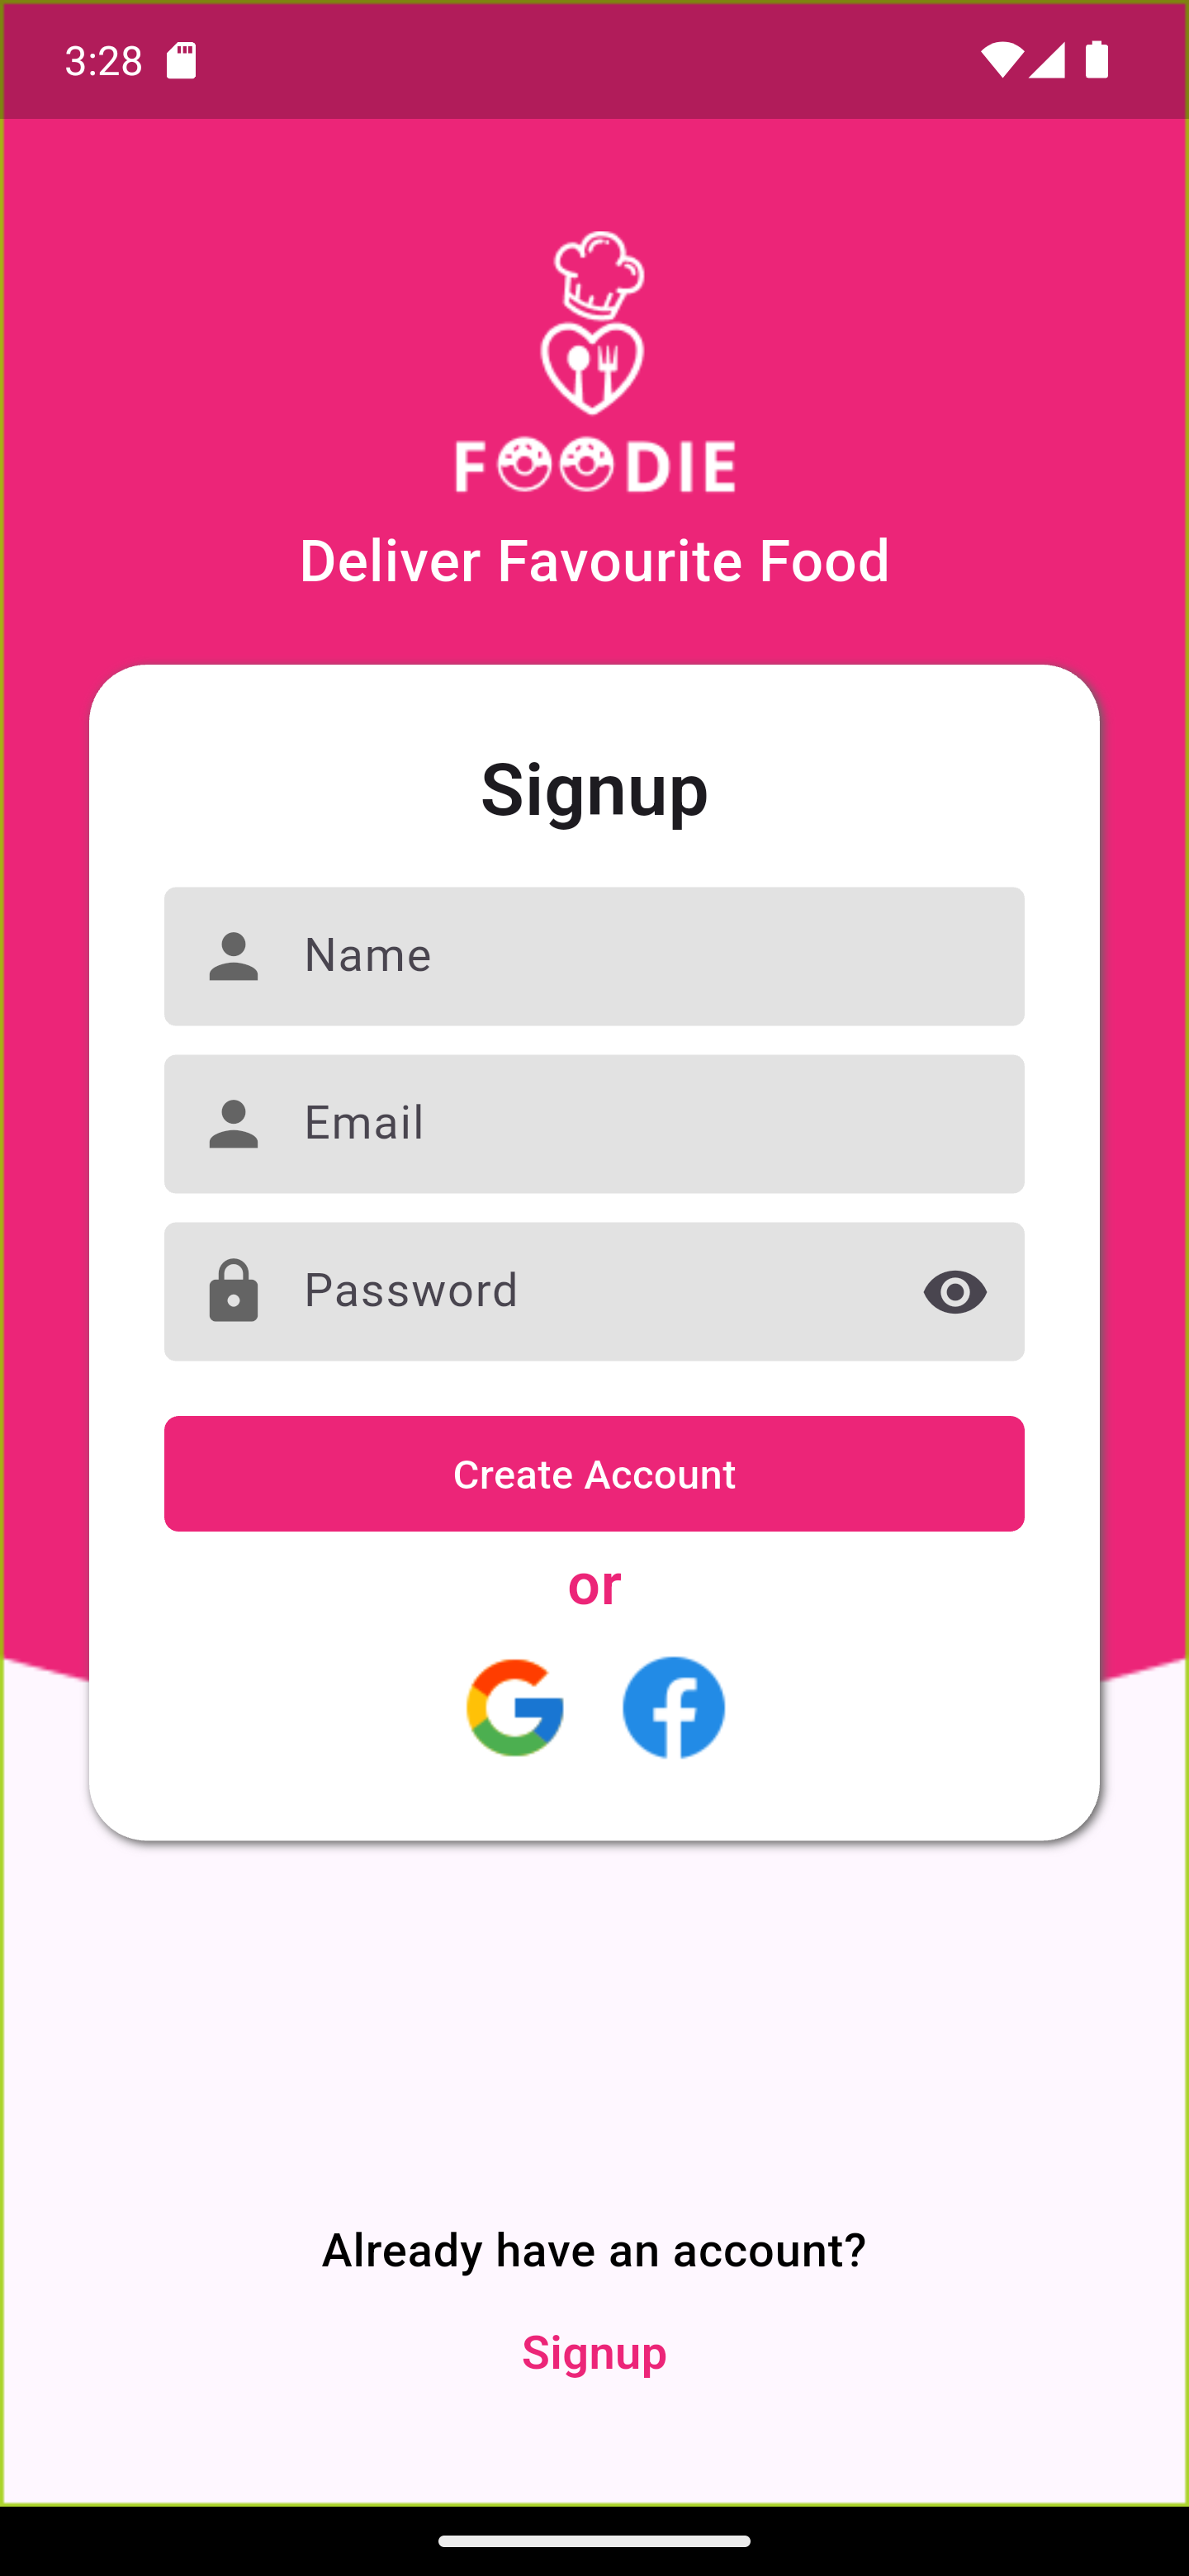 3:28
FOODIE
Deliver Favourite Food
Signup
Name
Email
Password
Create Account
or
Already have an account?
Signup